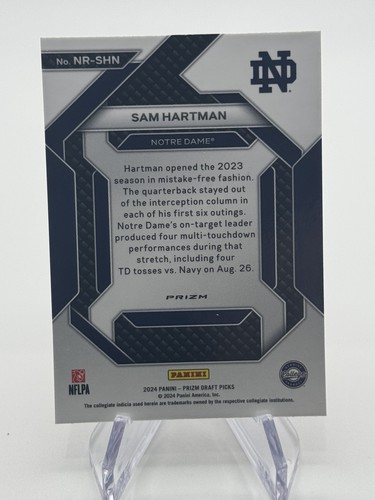 No. NR-SHN
ND
SAM HARTMAN
NOTRE DAME®
Hartman opened the 2023
season in mistake-free fashion.
The quarterback stayed out
of the interception column in
each of his first six outings.
Notre Dame's on-target leader
produced four multi-touchdown
performances during that
stretch, including four
TD tosses vs. Navy on Aug. 26.
PRIZM
NFLPA
PANINI
2024 PANINI – PRIZM DRAFT PICKS
© 2024 Panini America, Inc.
The collegiate indicia used herein are trademarks owned by the respective collegiate institutions.